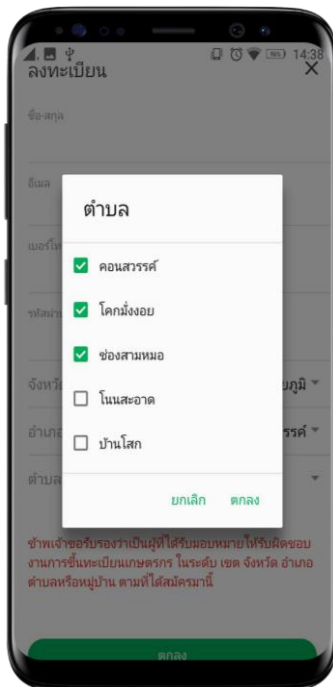 14:38
ลงทะเบียน
ชื่อ-สกุล
อีเมล
ตำบล
คอนสวรรค์
โคกมั่งงอย
ช่องสามหมอ
โนนสะอาด
บ้านโสก
ยกเลิก ตกลง
จังหวั ยภูมิ
อำเภอ รรค์
ตำบล
ข้าพเจ้าขอรับรองว่าเป็นผู้ที่ได้รับมอบหมายให้รับผิดชอบ
งานการขึ้นทะเบียนเกษตรกร ในระดับ เขต จังหวัด อำเภอ
ตำบลหรือหมู่บ้าน ตามที่ได้สมัครมานี้
ตกลง